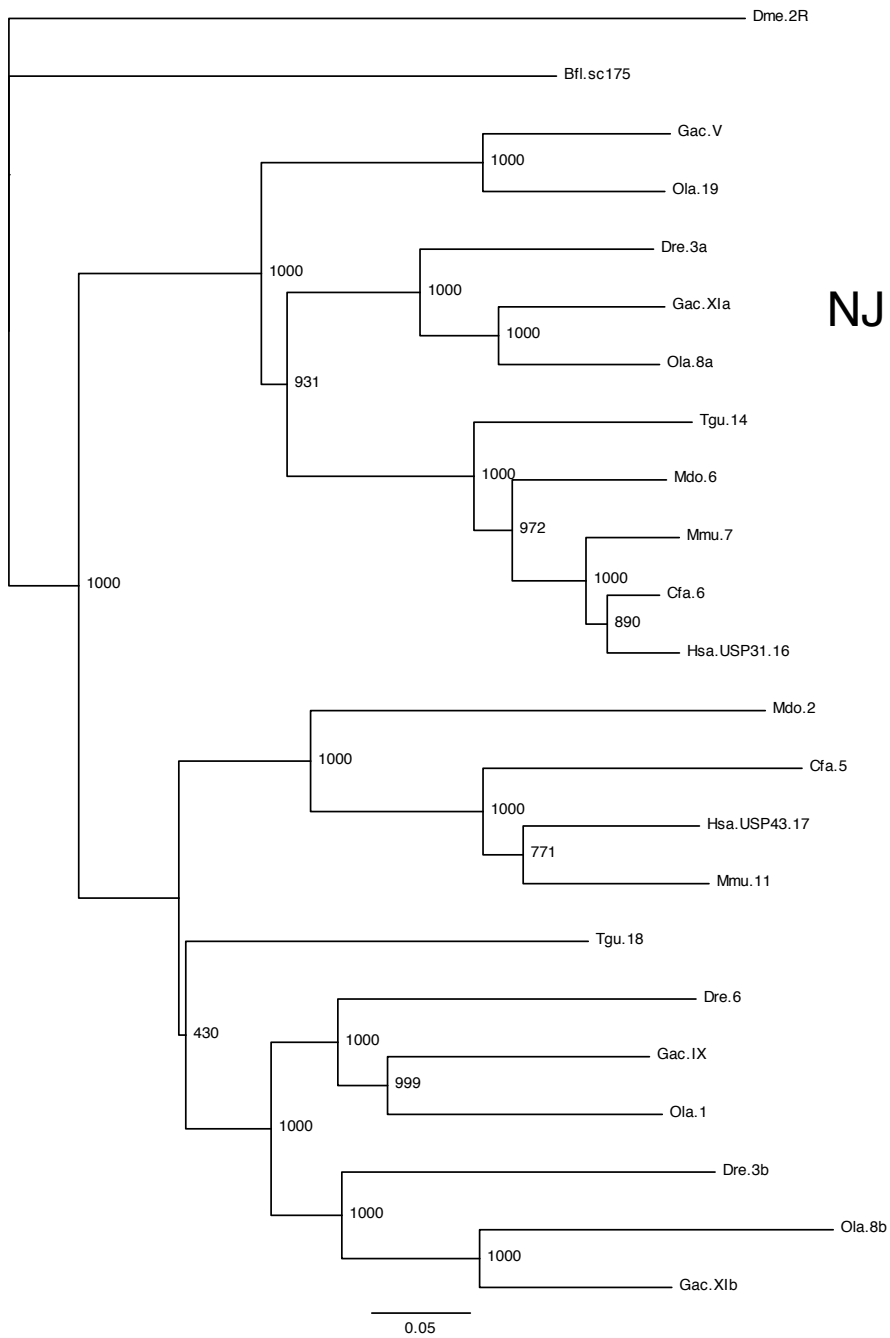 Dme.2R
Bfl.sc175
Gac.V
1000
Ola.19
Dre.3a
1000
1000
Gac.XIa
NJ
1000
Ola.8a
931
Tgu.14
1000
Mdo.6
972
Mmu.7
1000
1000
Cfa.6
890
Hsa.USP31.16
Mdo.2
1000
Cfa.5
1000
Hsa.USP43.17
771
Mmu.11
Tgu.18
Dre.6
430
1000
Gac.IX
999
Ola.1
1000
Dre.3b
1000
Ola.8b
1000
Gac.XIb
0.05